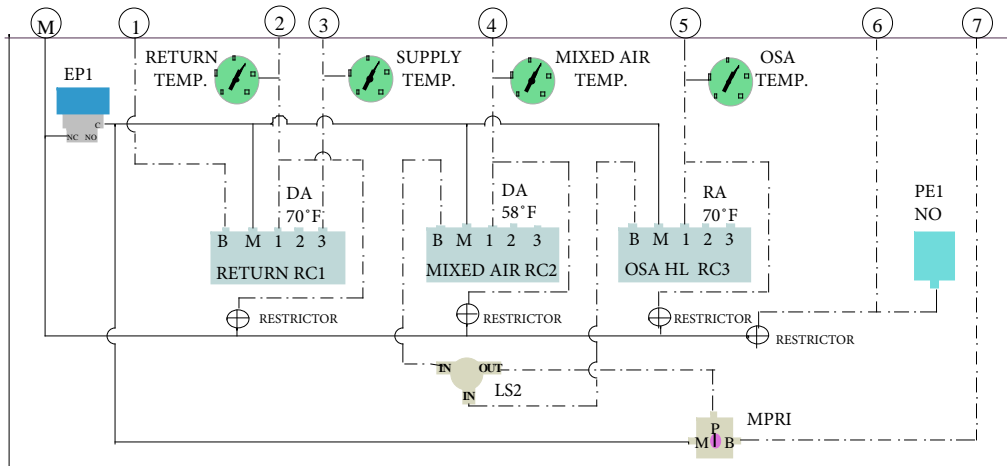 M 1 2 3 4 5 6 7
RETURN
TEMP.
SUPPLY
TEMP.
MIXED AIR
TEMP.
OSA
TEMP.
EP1
C
NC NO
DA
70˚F
DA
58˚F
RA
70˚F
PE1
NO
B M 1 2 3
RETURN RC1
B M 1 2 3
MIXED AIR RC2
B M 1 2 3
OSA HL RC3
RESTRICTOR
RESTRICTOR
RESTRICTOR
RESTRICTOR
IN OUT
IN
LS2
P
M B
MPRI